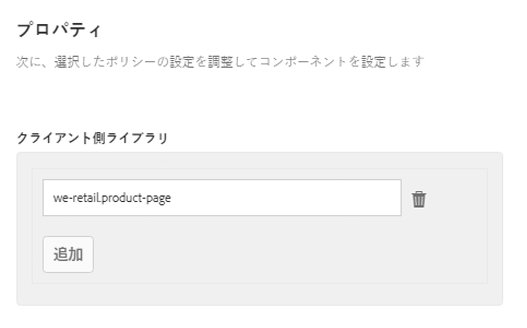 プロパティ
次に、選択したポリシーの設定を調整してコンポーネントを設定します
クライアント側ライブラリ
we-retail.product-page
追加